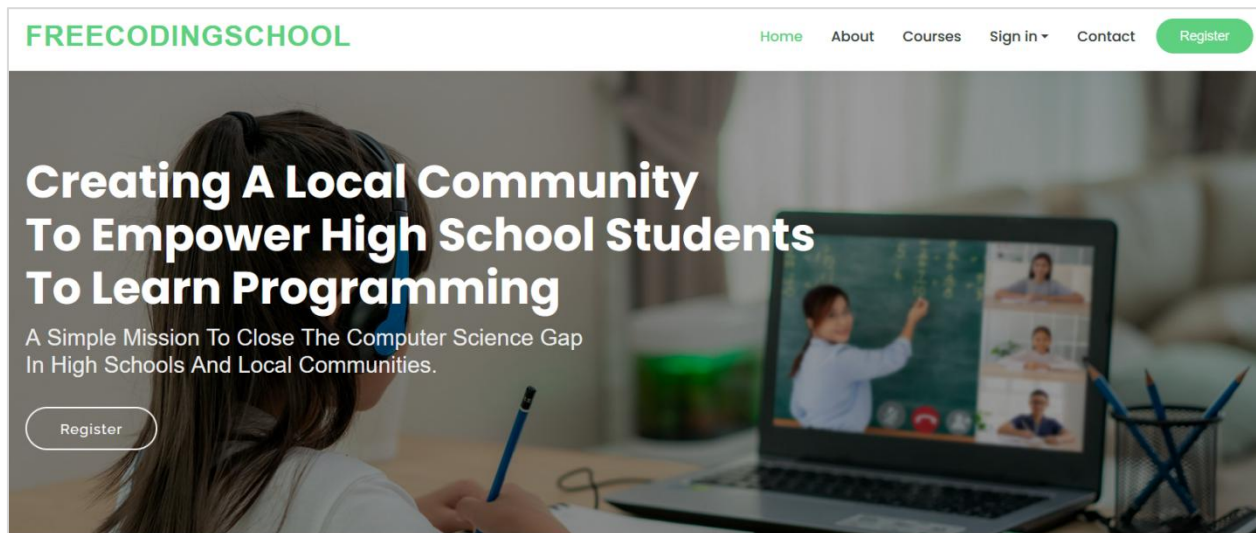 FREECODINGSCHOOL
Home About Courses Sign in Contact Register
Creating A Local Community
To Empower High School Students
To Learn Programming
A Simple Mission To Close The Computer Science Gap
In High Schools And Local Communities.
Register